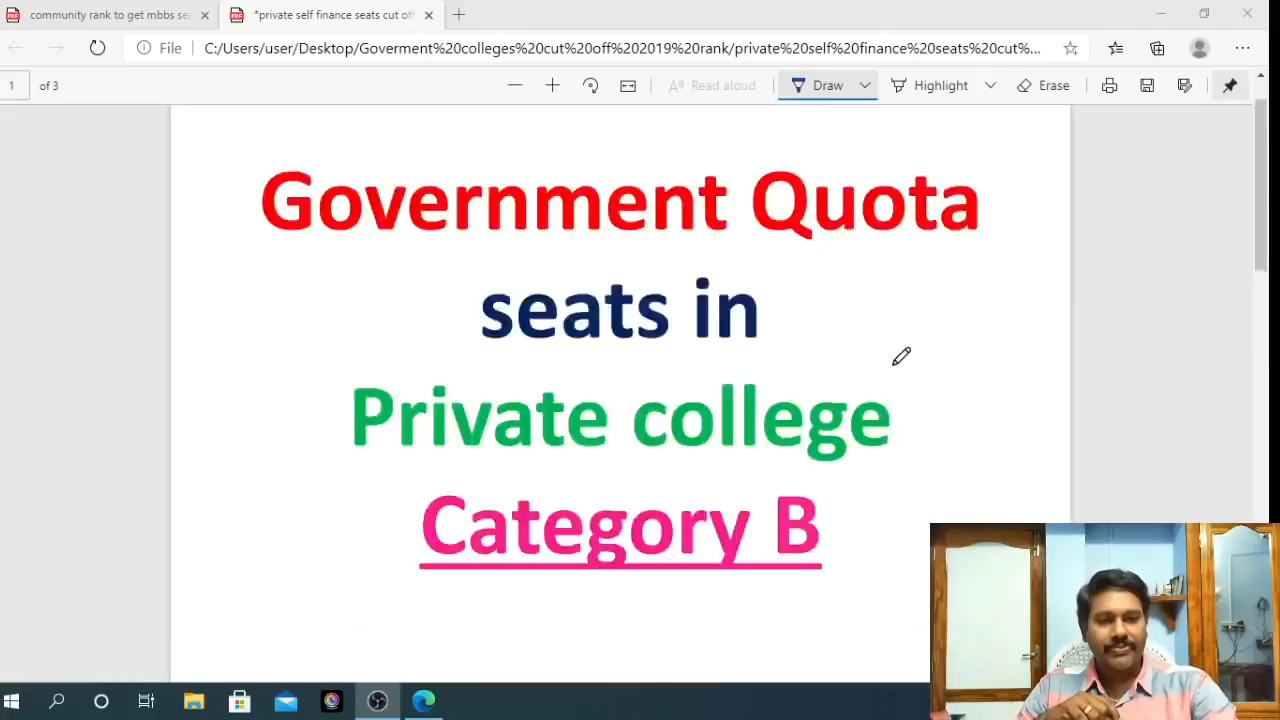 community rank to get mbbs se
*private self finance seats cut off
File
C:/Users/user/Desktop/Goverment%20colleges%20cut%20off%202019%20rank/private%20self%20finance%20seats%20cut%...
1 of 3
Read aloud
Draw
Highlight
Erase
Government Quota
seats in
Private college
Category B